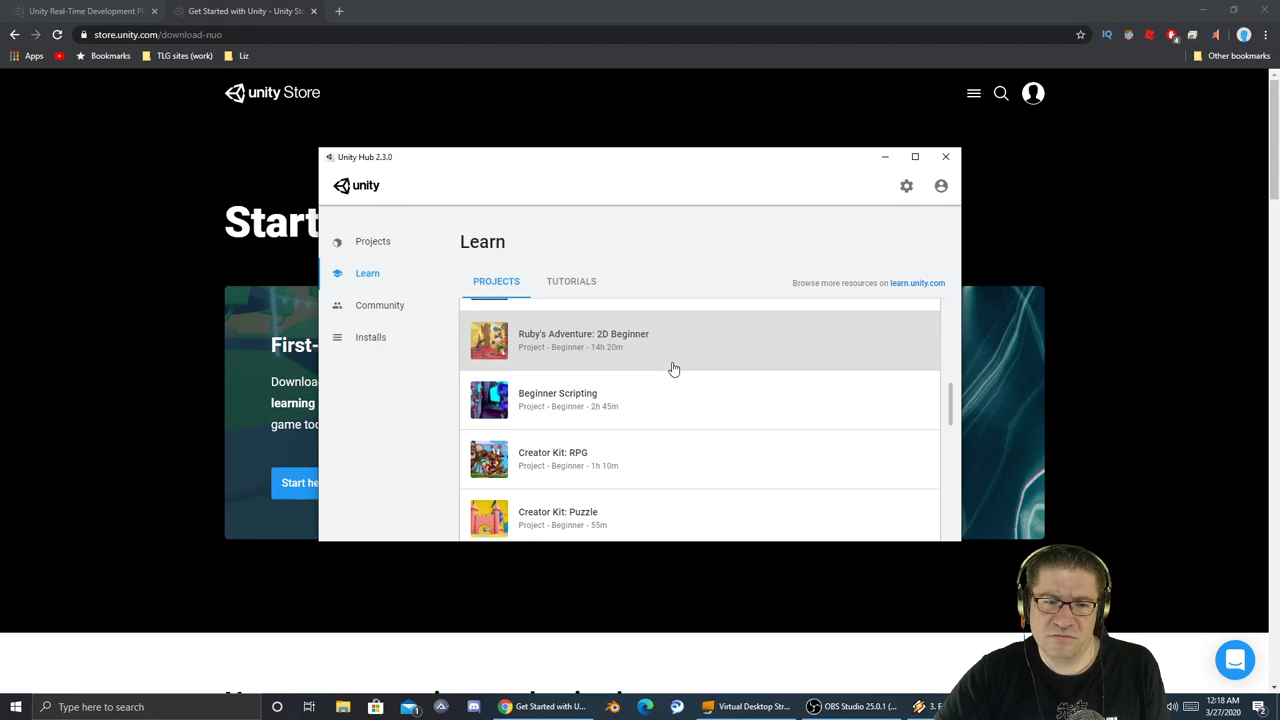 Unity Real-Time Development Pl
Get Started with Unity - Unity Sto
store.unity.com/download-nuo
Apps
Bookmarks
TLG sites (work)
Liz
Other bookmarks
unity Store
Unity Hub 2.3.0
unity
Start
Projects
Learn
Community
Installs
Learn
PROJECTS
TUTORIALS
Browse more resources on learn.unity.com
Ruby's Adventure: 2D Beginner
Project - Beginner - 14h 20m
Beginner Scripting
Project - Beginner - 2h 45m
Creator Kit: RPG
Project - Beginner - 1h 10m
Creator Kit: Puzzle
Project - Beginner - 55m
First-
Downloa
learning
game too
Start he
Type here to search
Get Started with U...
Virtual Desktop Str...
OBS Studio 25.0.1 (...
12:18 AM
3/27/2020